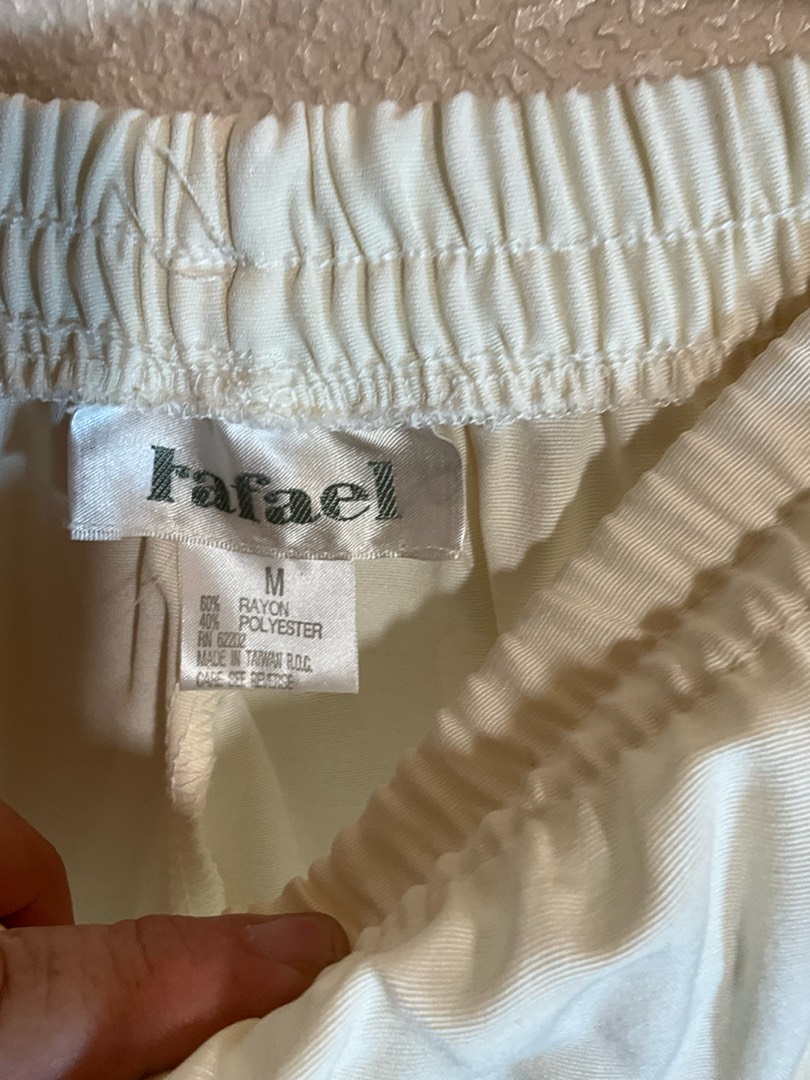 rafael
M
60% RAYON
40% POLYESTER
RN 62202
MADE IN TAIWAN R.O.C.
CARE SEE REVERSE